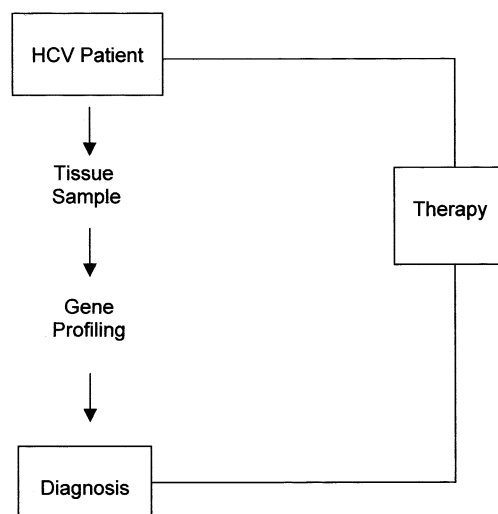 HCV Patient
Tissue
Sample
Therapy
Gene
Profiling
Diagnosis